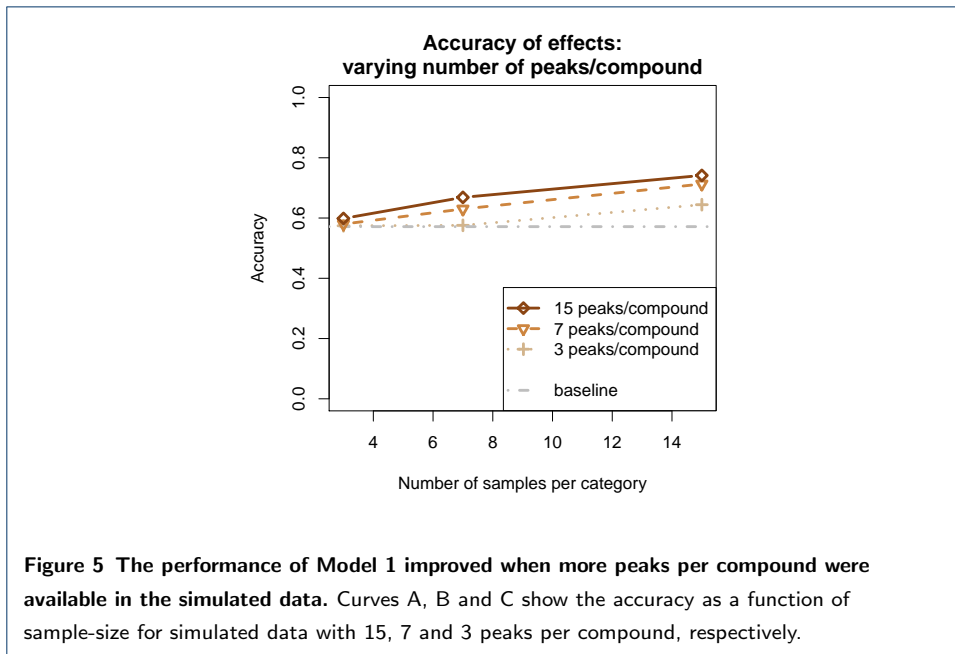 Accuracy of effects:
varying number of peaks/compound
1.0
0.8
0.6
0.4
0.2
0.0
Accuracy
15 peaks/compound
7 peaks/compound
3 peaks/compound
baseline
4 6 8 10 12 14
Number of samples per category
Figure 5 The performance of Model 1 improved when more peaks per compound were
available in the simulated data. Curves A, B and C show the accuracy as a function of
sample-size for simulated data with 15, 7 and 3 peaks per compound, respectively.